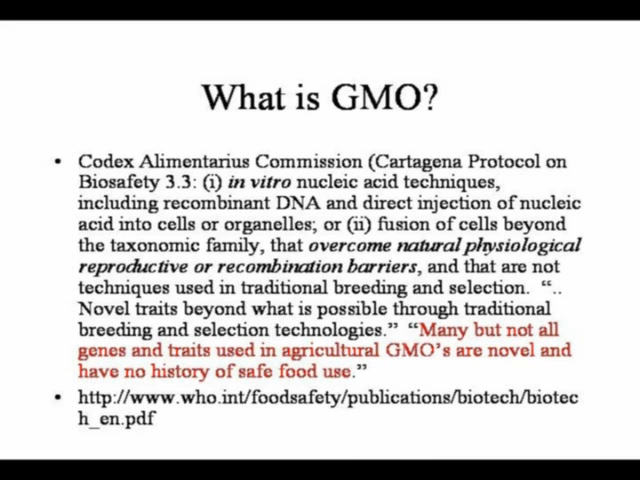 What is GMO?
• Codex Alimentarius Commission (Cartagena Protocol on
Biosafety 3.3: (i) in vitro nucleic acid techniques,
including recombinant DNA and direct injection of nucleic
acid into cells or organelles; or (ii) fusion of cells beyond
the taxonomic family, that overcome natural physiological
reproductive or recombination barriers, and that are not
techniques used in traditional breeding and selection. “..
Novel traits beyond what is possible through traditional
breeding and selection technologies.” “Many but not all
genes and traits used in agricultural GMO’s are novel and
have no history of safe food use.”
• http://www.who.int/foodsafety/publications/biotech/biotec
h_en.pdf